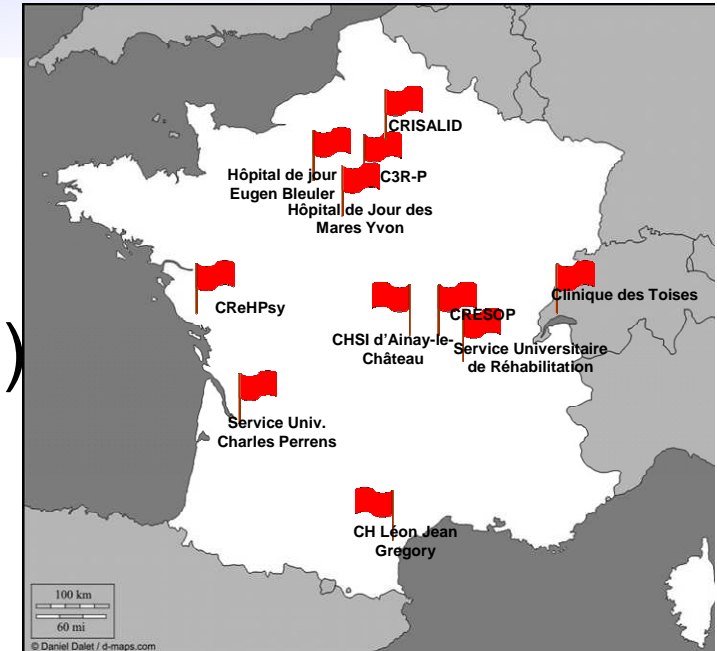 CRISALID
Hôpital de jour
Eugen Bleuler
C3R-P
Hôpital de Jour des
Mares Yvon
CReHPsy
Clinique des Toises
CRESOP
CHSI d'Ainay-le-
Château
Service Universitaire
de Réhabilitation
)
Service Univ.
Charles Perrens
CH Léon Jean
Gregory
100 km
60 mi
© Daniel Dalet / d-maps.com